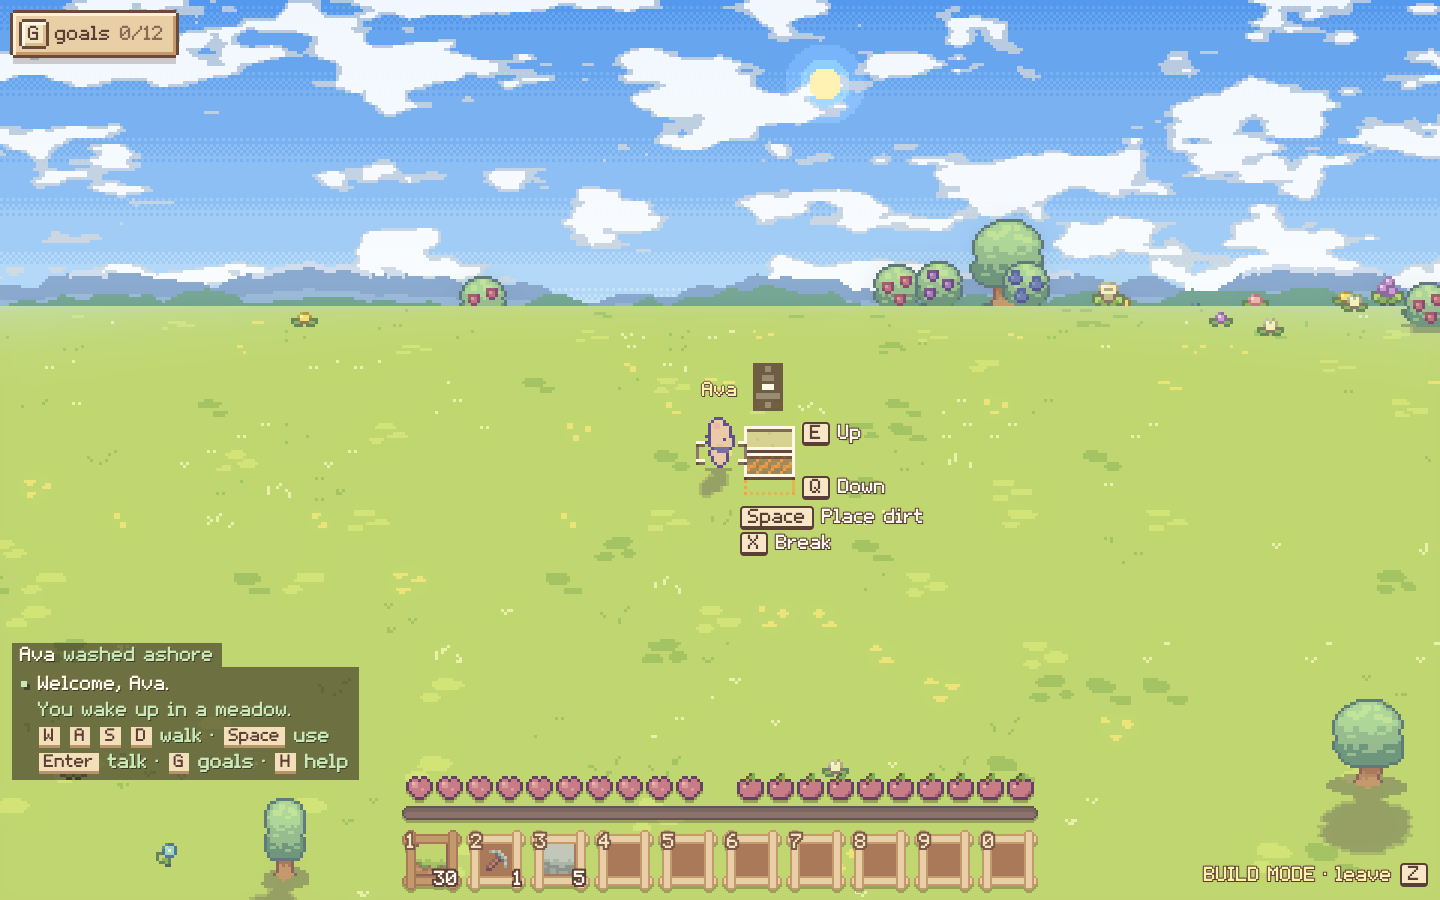 G goals 0/12
Ava
E Up
Q Down
Space Place dirt
X Break
Ava washed ashore
Welcome, Ava.
You wake up in a meadow.
W A S D walk · Space use
Enter talk · G goals · H help
1 2 3 4 5 6 7 8 9 0
30 1 5
BUILD MODE · leave Z